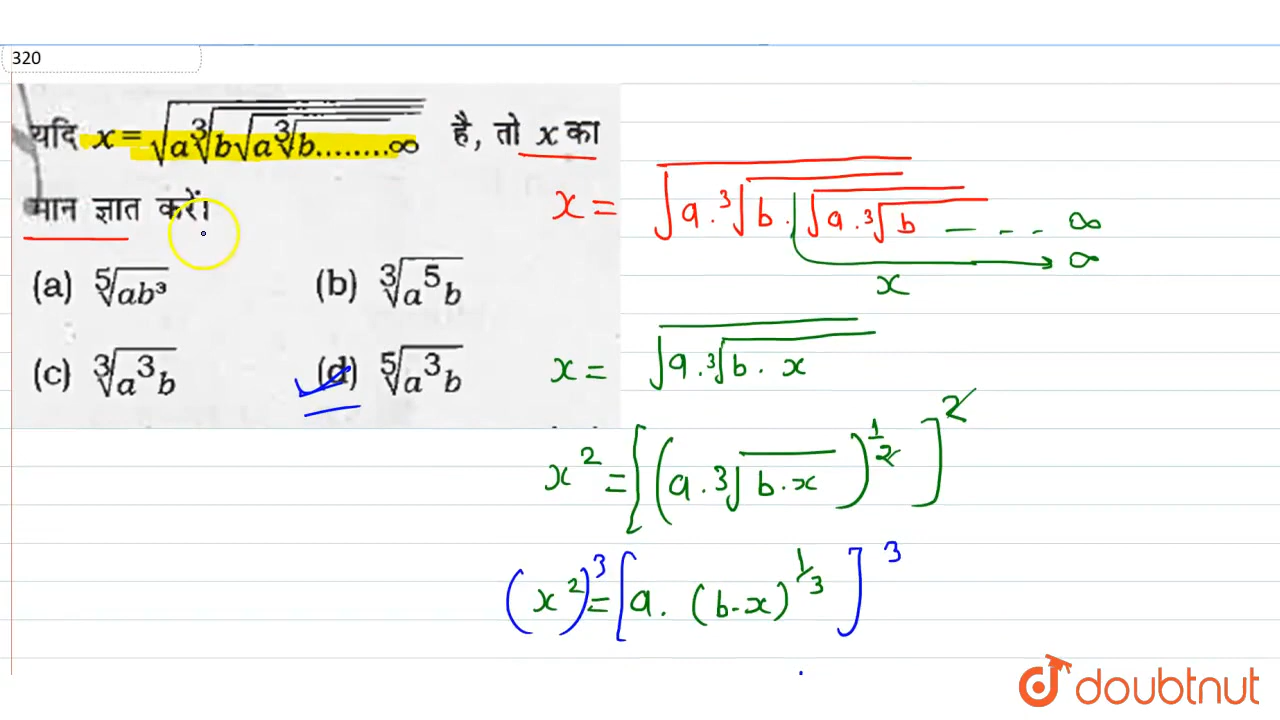 320
यदि x = √a∛b√a∛b........∞ है, तो x का
मान ज्ञात करें।
(a) ⁵√ab³ (b) ∛a⁵b
(c) ∛a³b (d) ⁵√a³b
x = √a.∛b.√a.∛b - - - - ∞
∞
x
x = √a.∛b.x
x² = [(a.3√b.x)^1/2]^2
(x²)³ = [a.(b-x)^1/3]^3
doubtnut